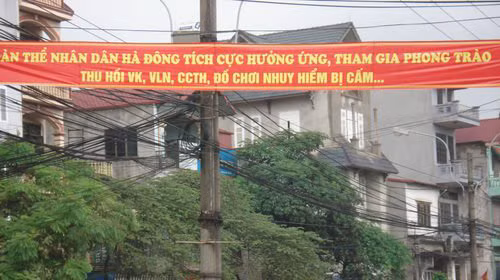 ÀN THỂ NHÂN DÂN HÀ ĐÔNG TÍCH CỰC HƯỞNG ỨNG, THAM GIA PHONG TRÀO
THU HỒI VK, VLN, CCTH, ĐỒ CHƠI NHUY HIỂM BỊ CẤM...